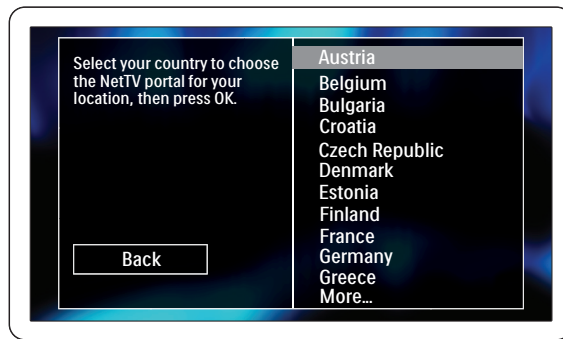 Select your country to choose
the NetTV portal for your
location, then press OK.
Back
Austria
Belgium
Bulgaria
Croatia
Czech Republic
Denmark
Estonia
Finland
France
Germany
Greece
More...